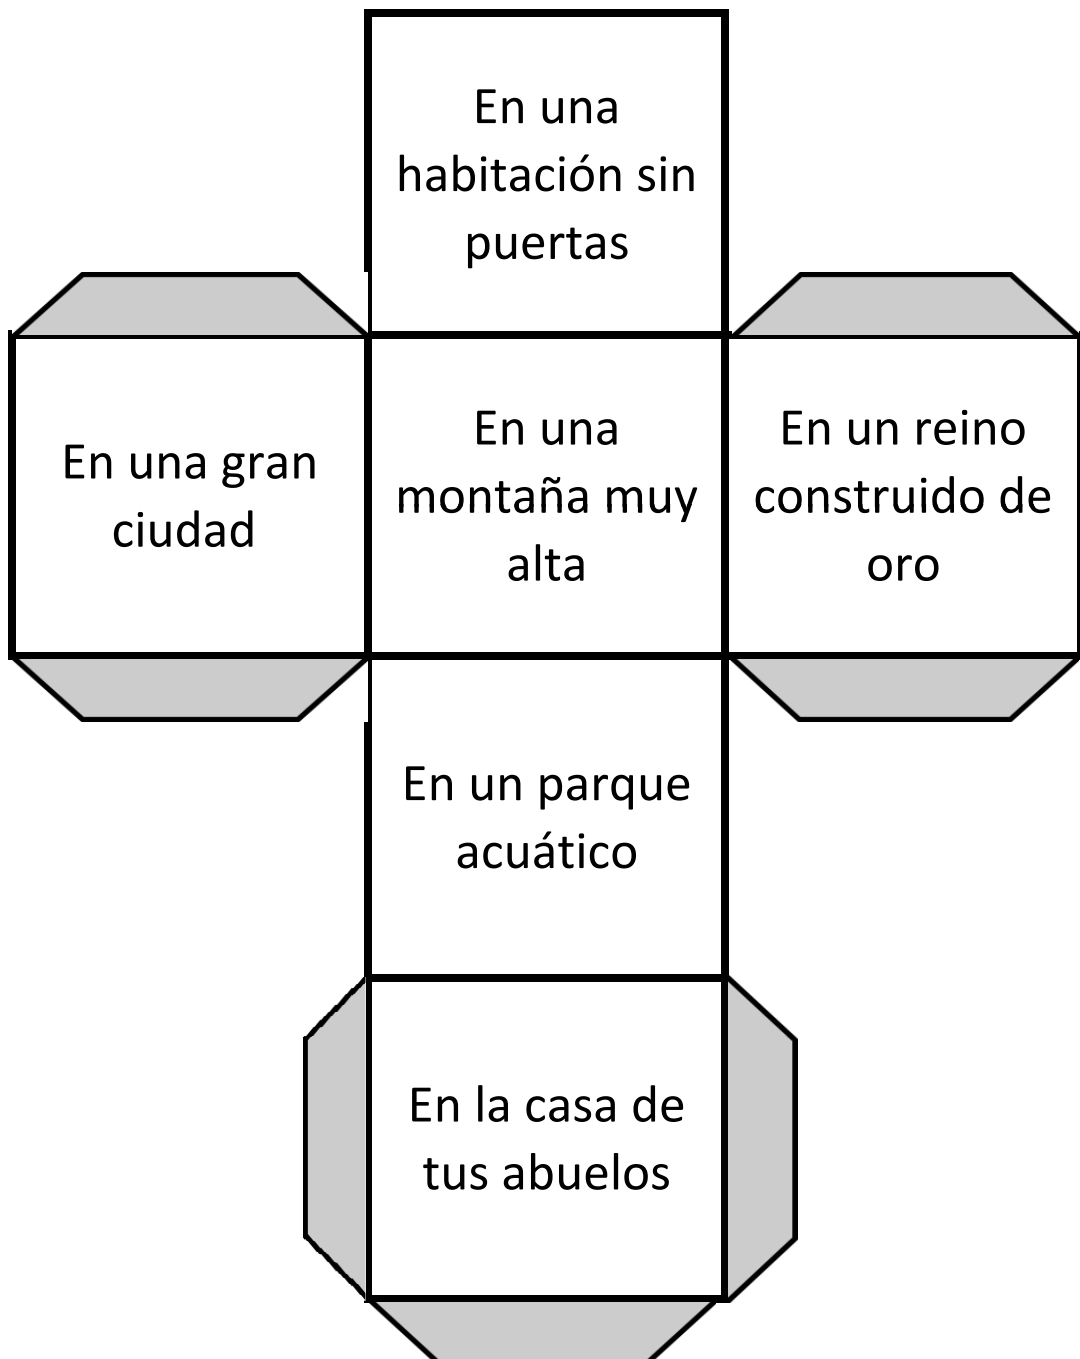 En una
habitación sin
puertas
En una gran
ciudad
En una
montaña muy
alta
En un reino
construido de
oro
En un parque
acuático
En la casa de
tus abuelos